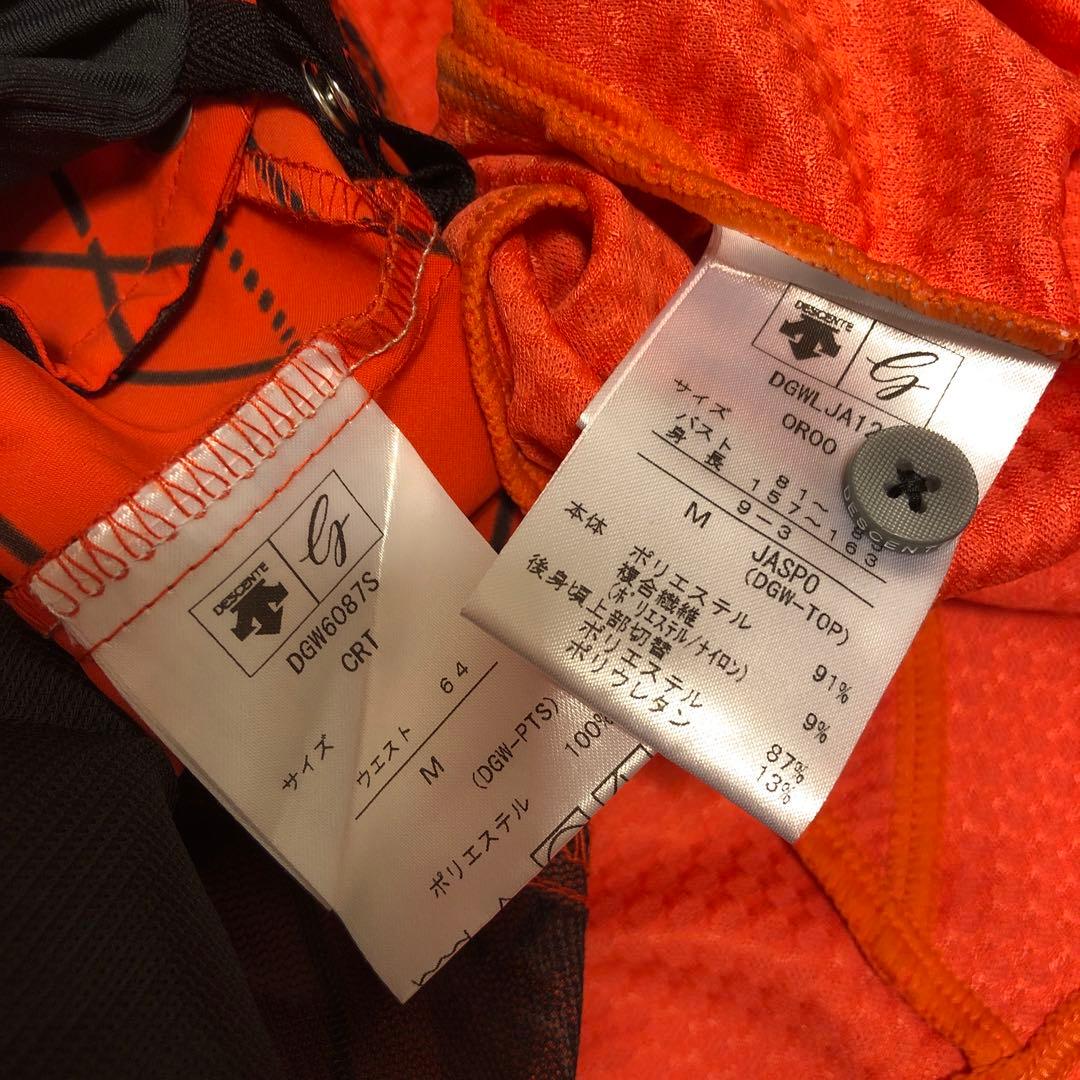 DESCENTE
DGW6087S
CRT
サイズ
ウエスト 64
M
(DGW-PTS)
ポリエステル 100%
DESCENTE
DGWLJA12
OR00
サイズ
バスト 81~
身長 157~163
9-3
M
JASPO
(DGW-TOP)
本体
ポリエステル 91%
複合繊維 9%
(ポリエステル/ナイロン)
後身頃上部切替
ポリエステル 87%
ポリウレタン 13%
DESCENT